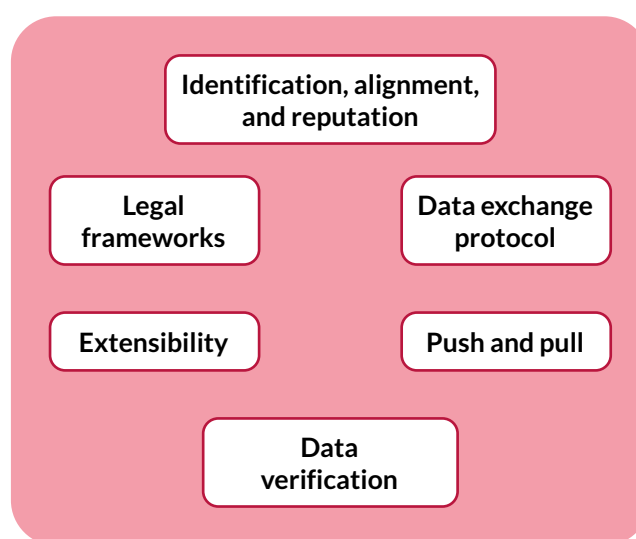 Identification, alignment,
and reputation
Legal
frameworks
Data exchange
protocol
Extensibility
Push and pull
Data
verification